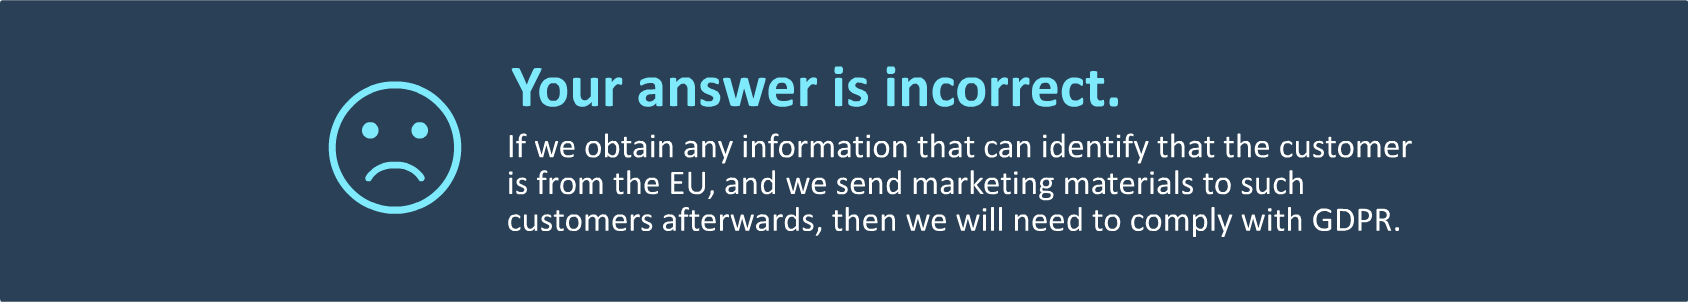 Your answer is incorrect.
If we obtain any information that can identify that the customer
is from the EU, and we send marketing materials to such
customers afterwards, then we will need to comply with GDPR.